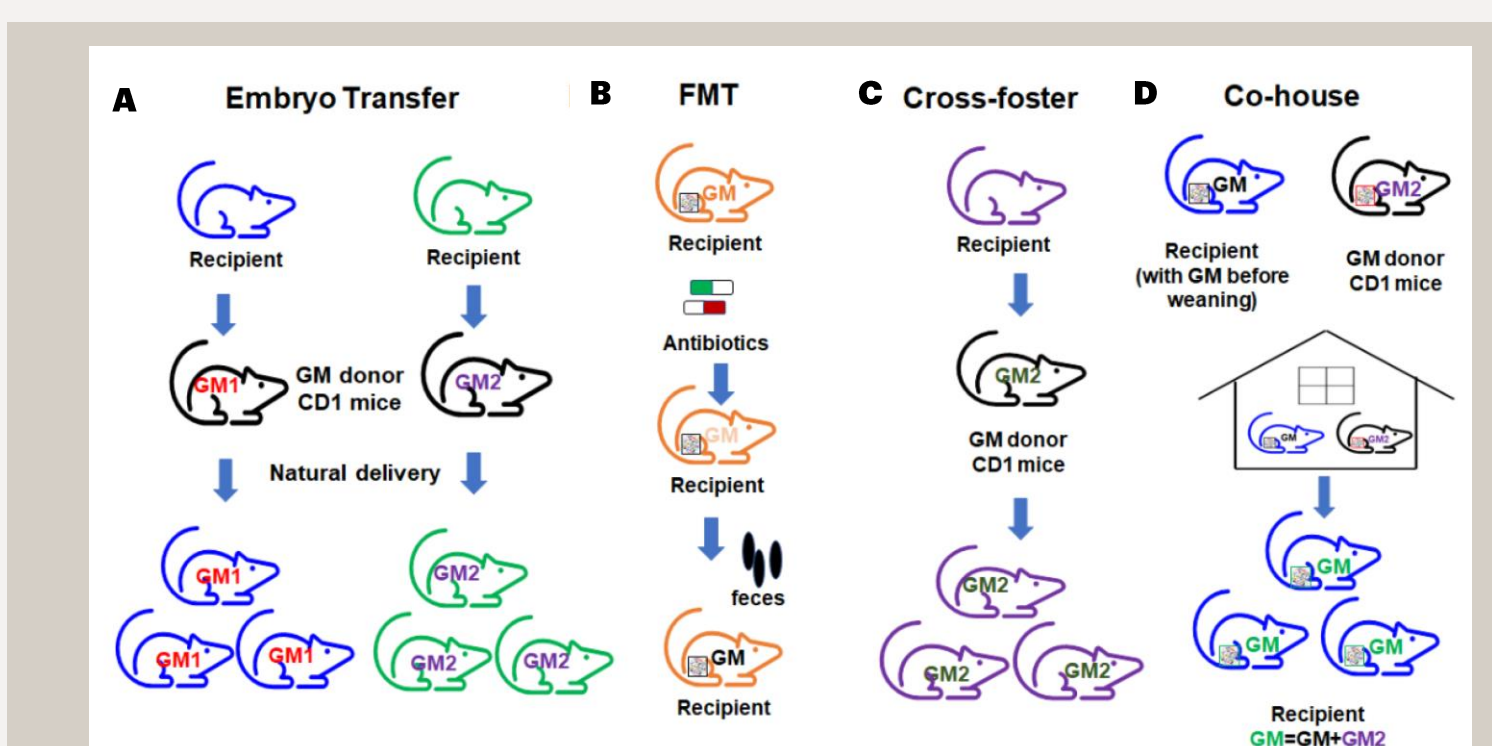 A
Embryo Transfer
Recipient
Recipient
GM1
GM donor
CD1 mice
GM2
Natural delivery
GM1
GM2
GM1
GM1
GM2
GM2
B
FMT
GM
Recipient
Antibiotics
GM
Recipient
feces
GM
Recipient
C
Cross-foster
Recipient
GM2
GM donor
CD1 mice
GM2
GM2
GM2
D
Co-house
GM
GM2
Recipient
(with GM before
weaning)
GM donor
CD1 mice
GM
GM2
GM
GM
GM
Recipient
GM=GM+GM2